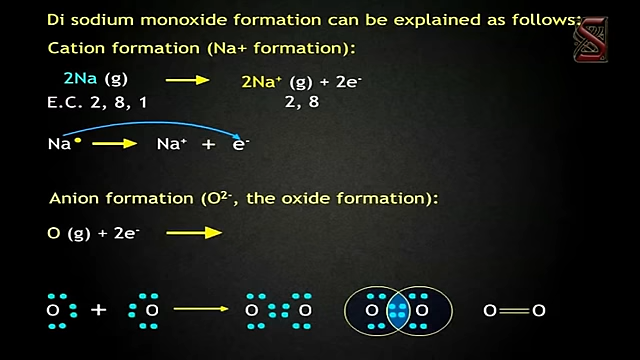 Di sodium monoxide formation can be explained as follows:
Cation formation (Na+ formation):
2Na (g) → 2Na⁺ (g) + 2e⁻
E.C. 2, 8, 1 2, 8
Na• → Na⁺ + e⁻
Anion formation (O²⁻, the oxide formation):
O (g) + 2e⁻ →
O + O → O O O O O=O
S